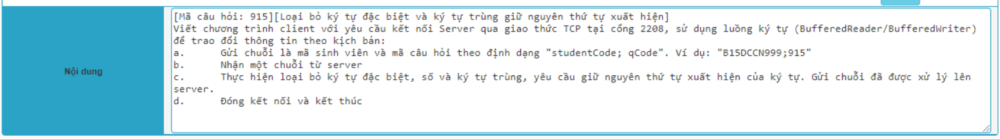 [Mã câu hỏi: 915][Loại bỏ ký tự đặc biệt và ký tự trùng giữ nguyên thứ tự xuất hiện]
Viết chương trình client với yêu cầu kết nối Server qua giao thức TCP tại cổng 2208, sử dụng luồng ký tự (BufferedReader/BufferedWriter)
để trao đổi thông tin theo kịch bản:
a. Gửi chuỗi là mã sinh viên và mã câu hỏi theo định dạng "studentCode; qCode". Ví dụ: "B15DCCN999;915"
Nội dung
b. Nhận một chuỗi từ server
c. Thực hiện loại bỏ ký tự đặc biệt, số và ký tự trùng, yêu cầu giữ nguyên thứ tự xuất hiện của ký tự. Gửi chuỗi đã được xử lý lên
server.
d. Đóng kết nối và kết thúc